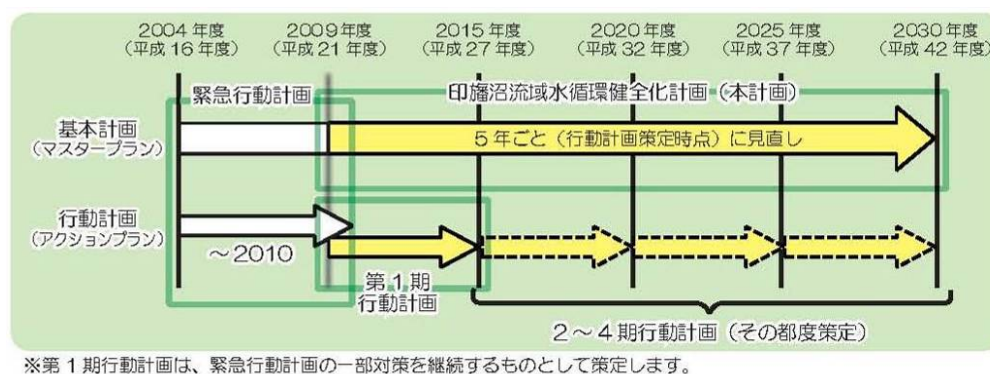 2004年度 2009年度 2015年度 2020年度 2025年度 2030年度
(平成16年度) (平成21年度) (平成27年度) (平成32年度) (平成37年度) (平成42年度)
緊急行動計画
印旛沼流域水循環健全化計画(本計画)
基本計画
(マスタープラン)
5年ごと(行動計画策定時点)に見直し
行動計画
(アクションプラン)
～2010
第1期
行動計画
2～4期行動計画(その都度策定)
※第1期行動計画は、緊急行動計画の一部対策を継続するものとして策定します。